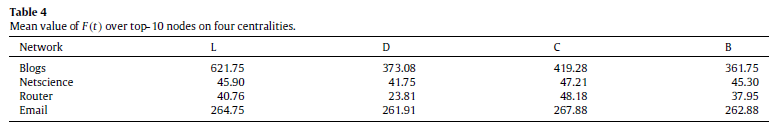 Table 4
Mean value of F(t) over top-10 nodes on four centralities.
Network L D C B
Blogs 621.75 373.08 419.28 361.75
Netscience 45.90 41.75 47.21 45.30
Router 40.76 23.81 48.18 37.95
Email 264.75 261.91 267.88 262.88